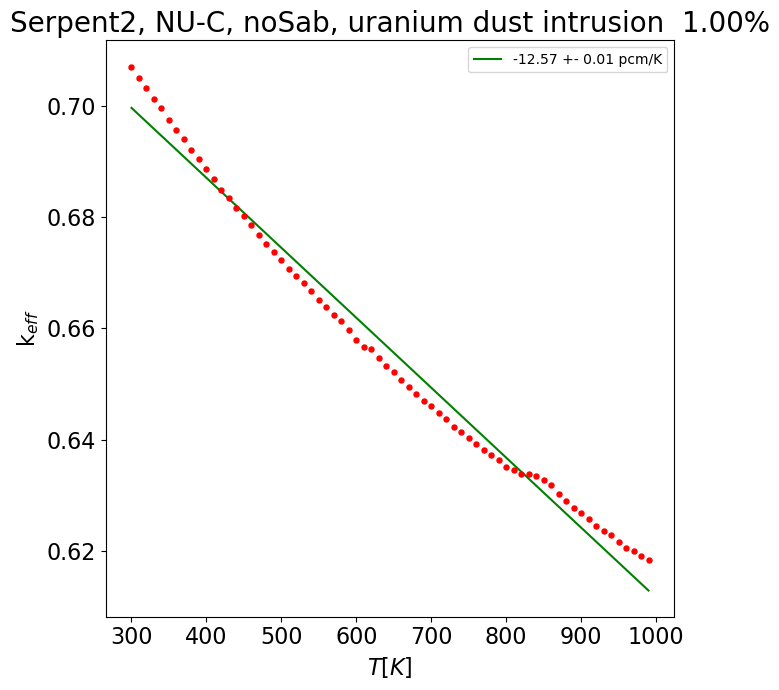 Serpent2, NU-C, noSab, uranium dust intrusion  1.00%
-12.57 +- 0.01 pcm/K
0.70
0.68
0.66
0.64
0.62
keff
300 400 500 600 700 800 900 1000
T[K]